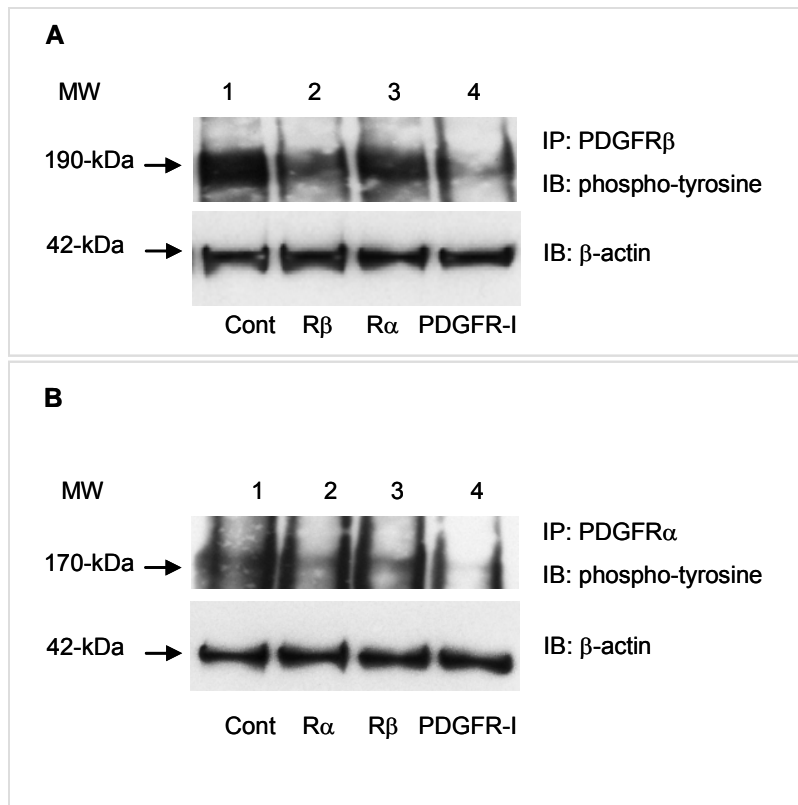 A
MW 1 2 3 4
190-kDa
IP: PDGFRβ
IB: phospho-tyrosine
42-kDa
IB: β-actin
Cont Rβ Rα PDGFR-I
B
MW 1 2 3 4
170-kDa
IP: PDGFRα
IB: phospho-tyrosine
42-kDa
IB: β-actin
Cont Rα Rβ PDGFR-I